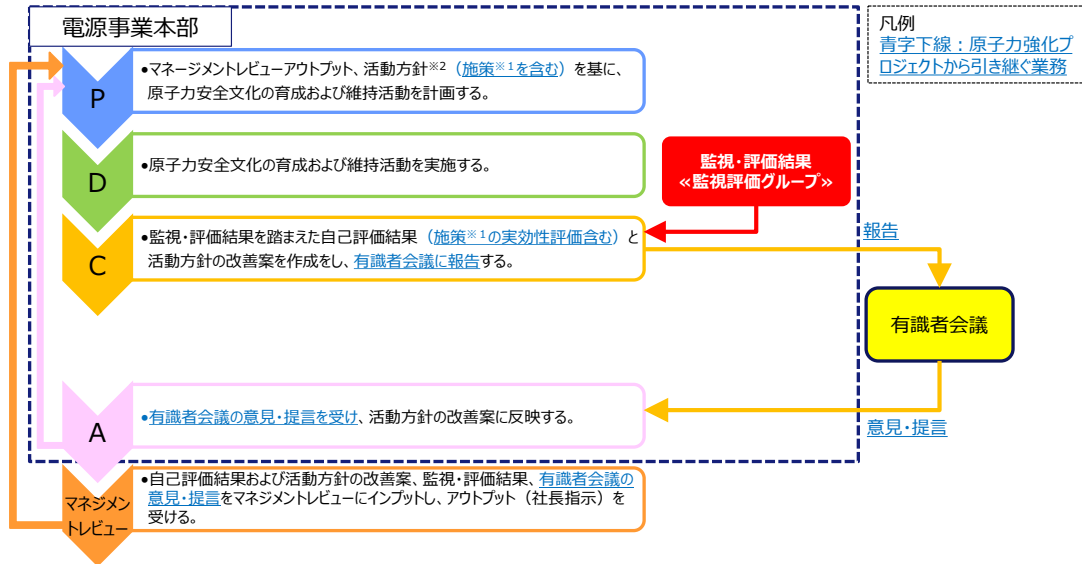 電源事業本部
凡例
青字下線：原子力強化プ
ロジェクトから引き継ぐ業務
P
•マネージメントレビューアウトプット、活動方針※2（施策※1を含む）を基に、
原子力安全文化の育成および維持活動を計画する。
D
•原子力安全文化の育成および維持活動を実施する。
監視・評価結果
≪監視評価グループ≫
C
•監視・評価結果を踏まえた自己評価結果（施策※1の実効性評価含む）と
活動方針の改善案を作成をし、有識者会議に報告する。
報告
有識者会議
A
•有識者会議の意見・提言を受け、活動方針の改善案に反映する。
意見・提言
マネジメン
トレビュー
•自己評価結果および活動方針の改善案、監視・評価結果、有識者会議の
意見・提言をマネジメントレビューにインプットし、アウトプット（社長指示）を
受ける。